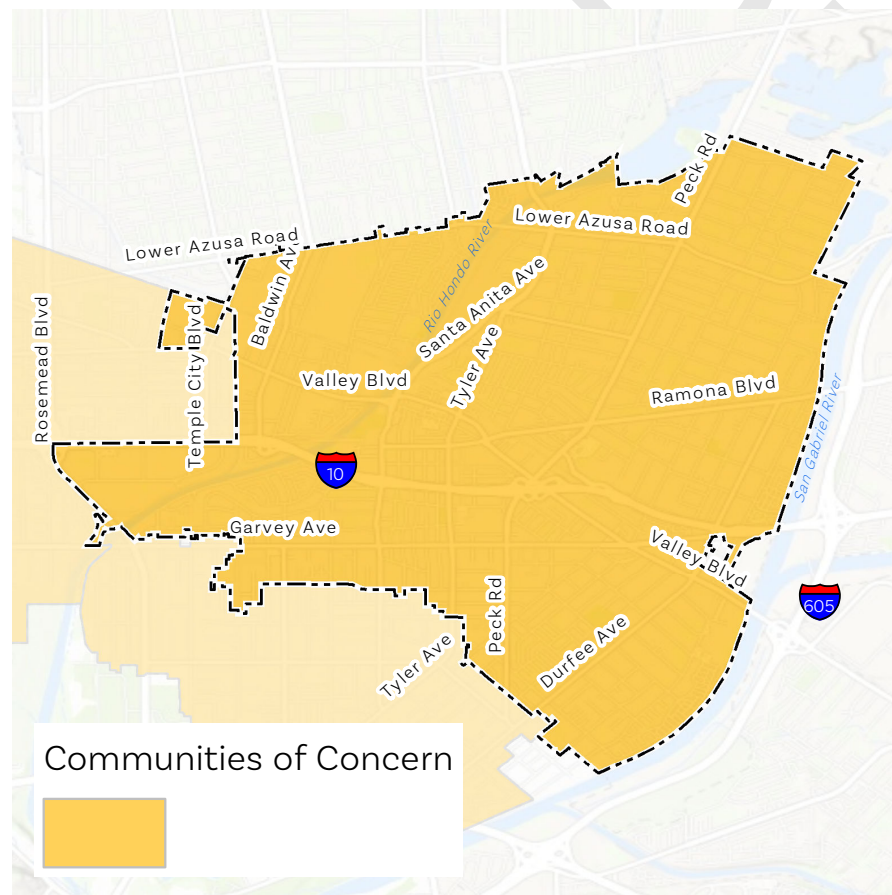 Peck Rd
Lower Azusa Road
Lower Azusa Road
Baldwin Ave
Rio Hondo River
Santa Anita Ave
Rosemead Blvd
Temple City Blvd
Tyler Ave
Valley Blvd
Ramona Blvd
San Gabriel River
10
Garvey Ave
Valley Blvd
605
Peck Rd
Durfee Ave
Tyler Ave
Communities of Concern